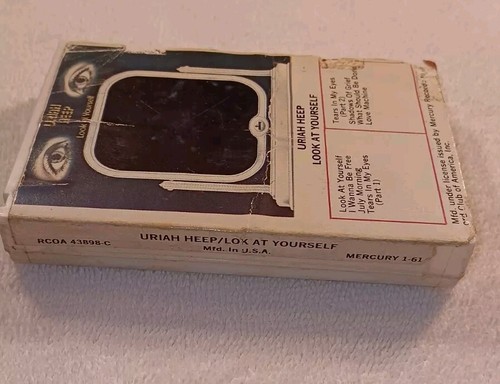 URIAH
HEEP
Look at Yourself
URIAH HEEP
LOOK AT YOURSELF
Look At Yourself
I Wanna Be Free
July Morning
Tears In My Eyes
(Part 1)
Tears In My Eyes
(Part 2)
Shadows Of Grief
What Should Be Done
Love Machine
Mfd. under license issued by Mercury Record
Club of America, Inc.
RCOA 43898-C
URIAH HEEP/LOK AT YOURSELF
Mfd. In U.S.A.
MERCURY 1-61